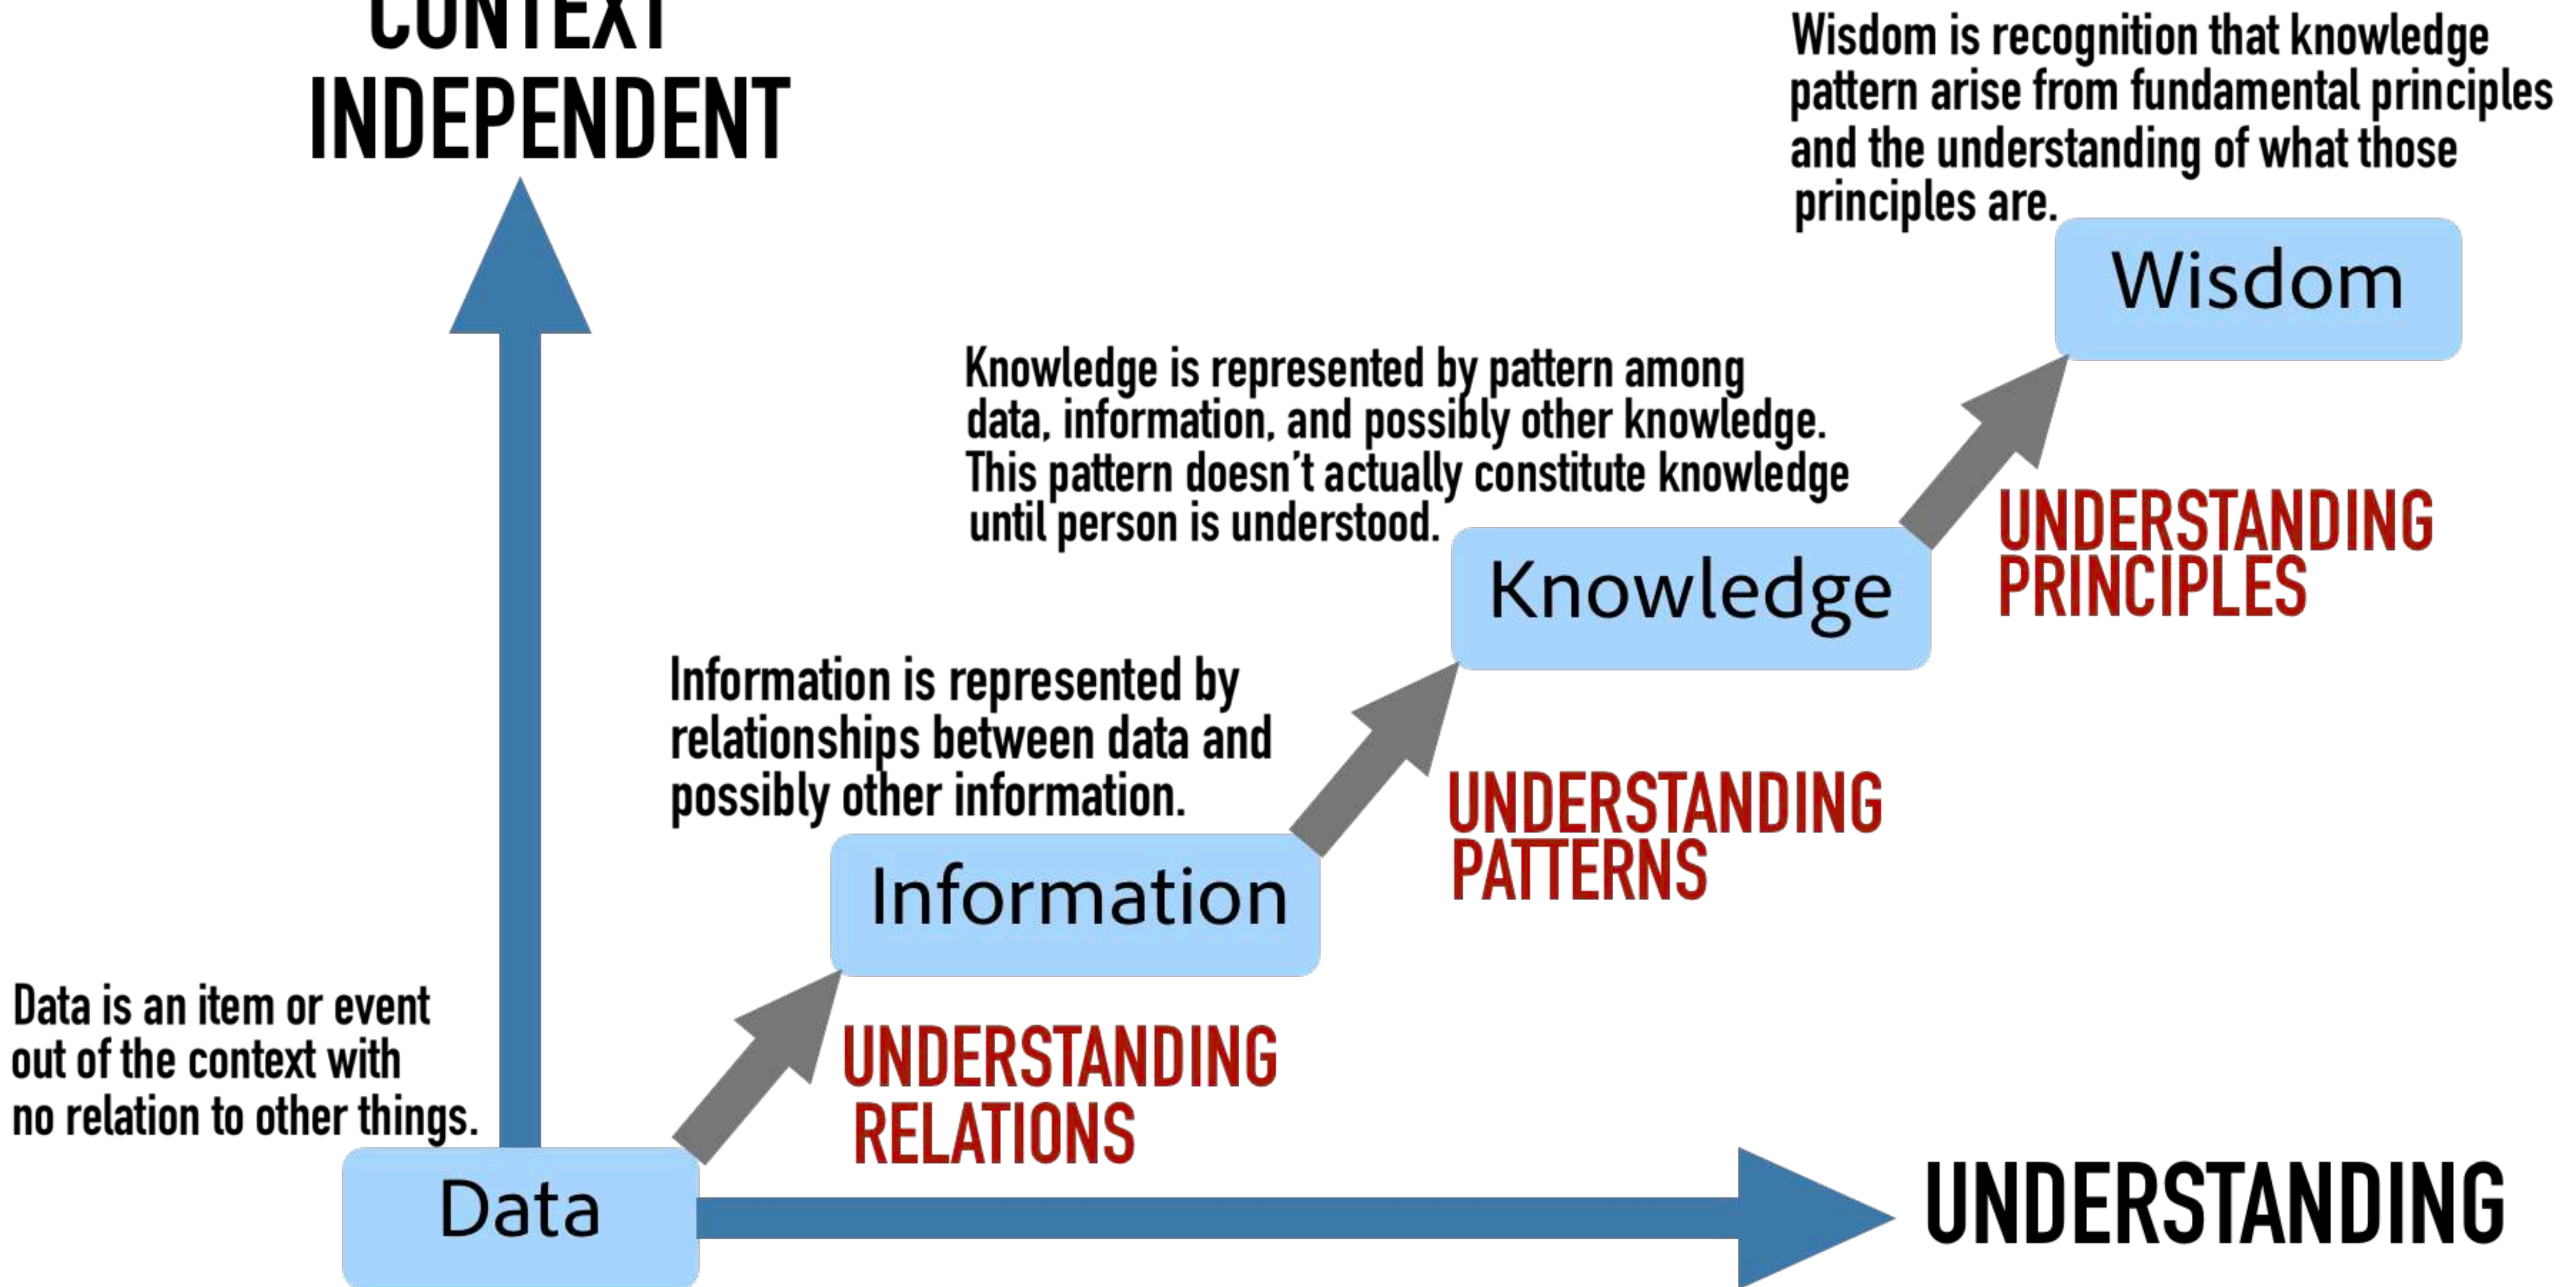 CONTEXT
INDEPENDENT
Wisdom is recognition that knowledge
pattern arise from fundamental principles
and the understanding of what those
principles are.
Wisdom
Knowledge is represented by pattern among
data, information, and possibly other knowledge.
This pattern doesn't actually constitute knowledge
until person is understood.
UNDERSTANDING
PRINCIPLES
Knowledge
Information is represented by
relationships between data and
possibly other information.
UNDERSTANDING
PATTERNS
Information
Data is an item or event
out of the context with
no relation to other things.
UNDERSTANDING
RELATIONS
Data
UNDERSTANDING